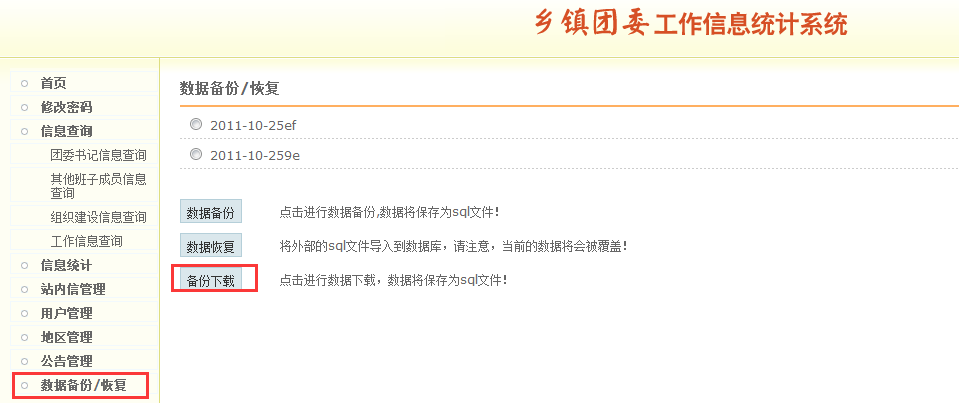 乡镇团委工作信息统计系统
首页
修改密码
信息查询
团委书记信息查询
其他班子成员信息
查询
组织建设信息查询
工作信息查询
信息统计
站内信管理
用户管理
地区管理
公告管理
数据备份/恢复
数据备份/恢复
2011-10-25ef
2011-10-259e
数据备份 点击进行数据备份,数据将保存为sql文件!
数据恢复 将外部的sql文件导入到数据库，请注意，当前的数据将会被覆盖!
备份下载 点击进行数据下载，数据将保存为sql文件!